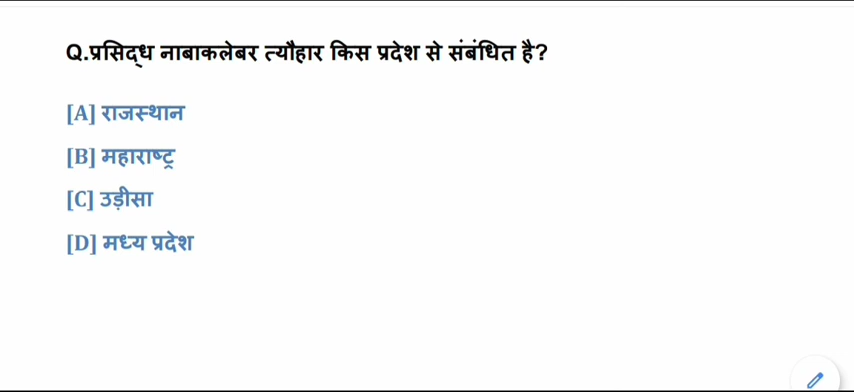 Q.प्रसिद्ध नाबाकलेबर त्यौहार किस प्रदेश से संबंधित है?
[A] राजस्थान
[B] महाराष्ट्र
[C] उड़ीसा
[D] मध्य प्रदेश